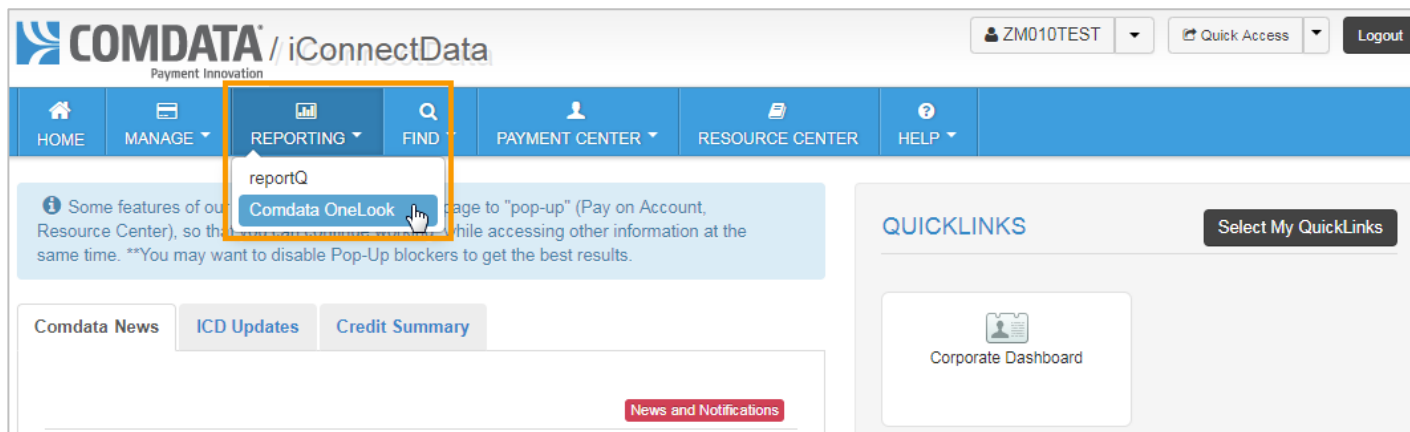 COMDATA / iConnectData
Payment Innovation
ZM010TEST
Quick Access
Logout
HOME
MANAGE
REPORTING
FIND
PAYMENT CENTER
RESOURCE CENTER
HELP
reportQ
Comdata OneLook
Some features of our page to "pop-up" (Pay on Account,
Resource Center), so that you can continue working while accessing other information at the
same time. **You may want to disable Pop-Up blockers to get the best results.
QUICKLINKS
Select My QuickLinks
Corporate Dashboard
Comdata News
ICD Updates
Credit Summary
News and Notifications